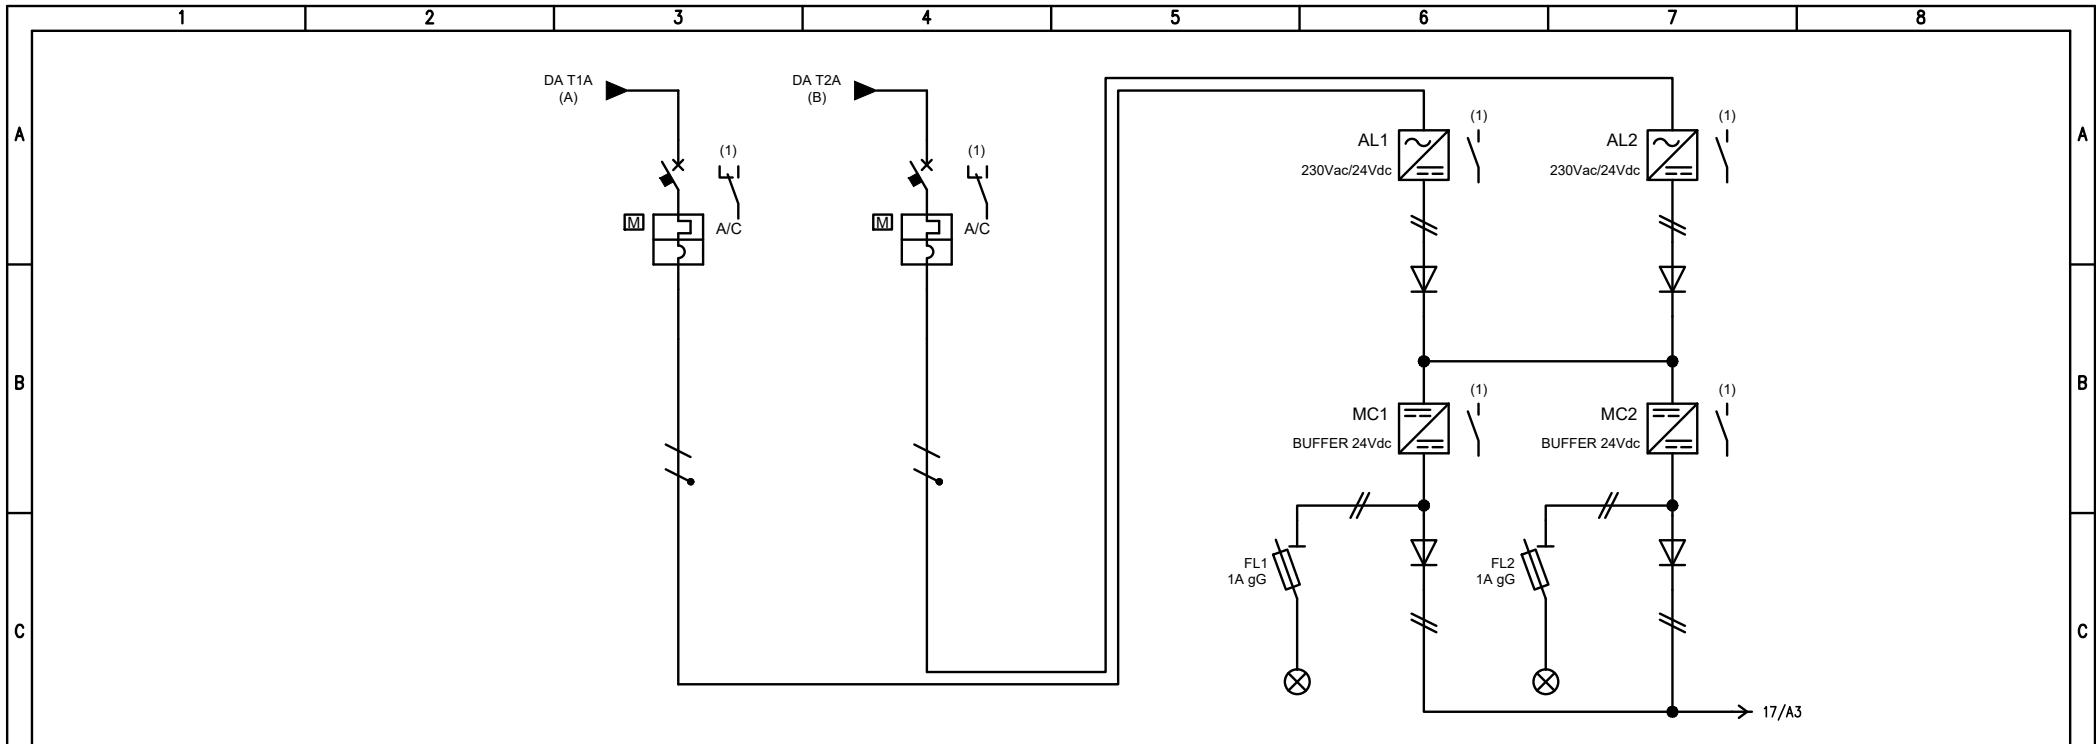 1 2 3 4 5 6 7 8
A A
DA T1A
(A)
DA T2A
(B)
(1)
(1)
(1)
(1)
AL1
230Vac/24Vdc
AL2
230Vac/24Vdc
M
A/C
M
A/C
B B
(1)
(1)
MC1
BUFFER 24Vdc
MC2
BUFFER 24Vdc
FL1
1A gG
FL2
1A gG
C C
17/A3